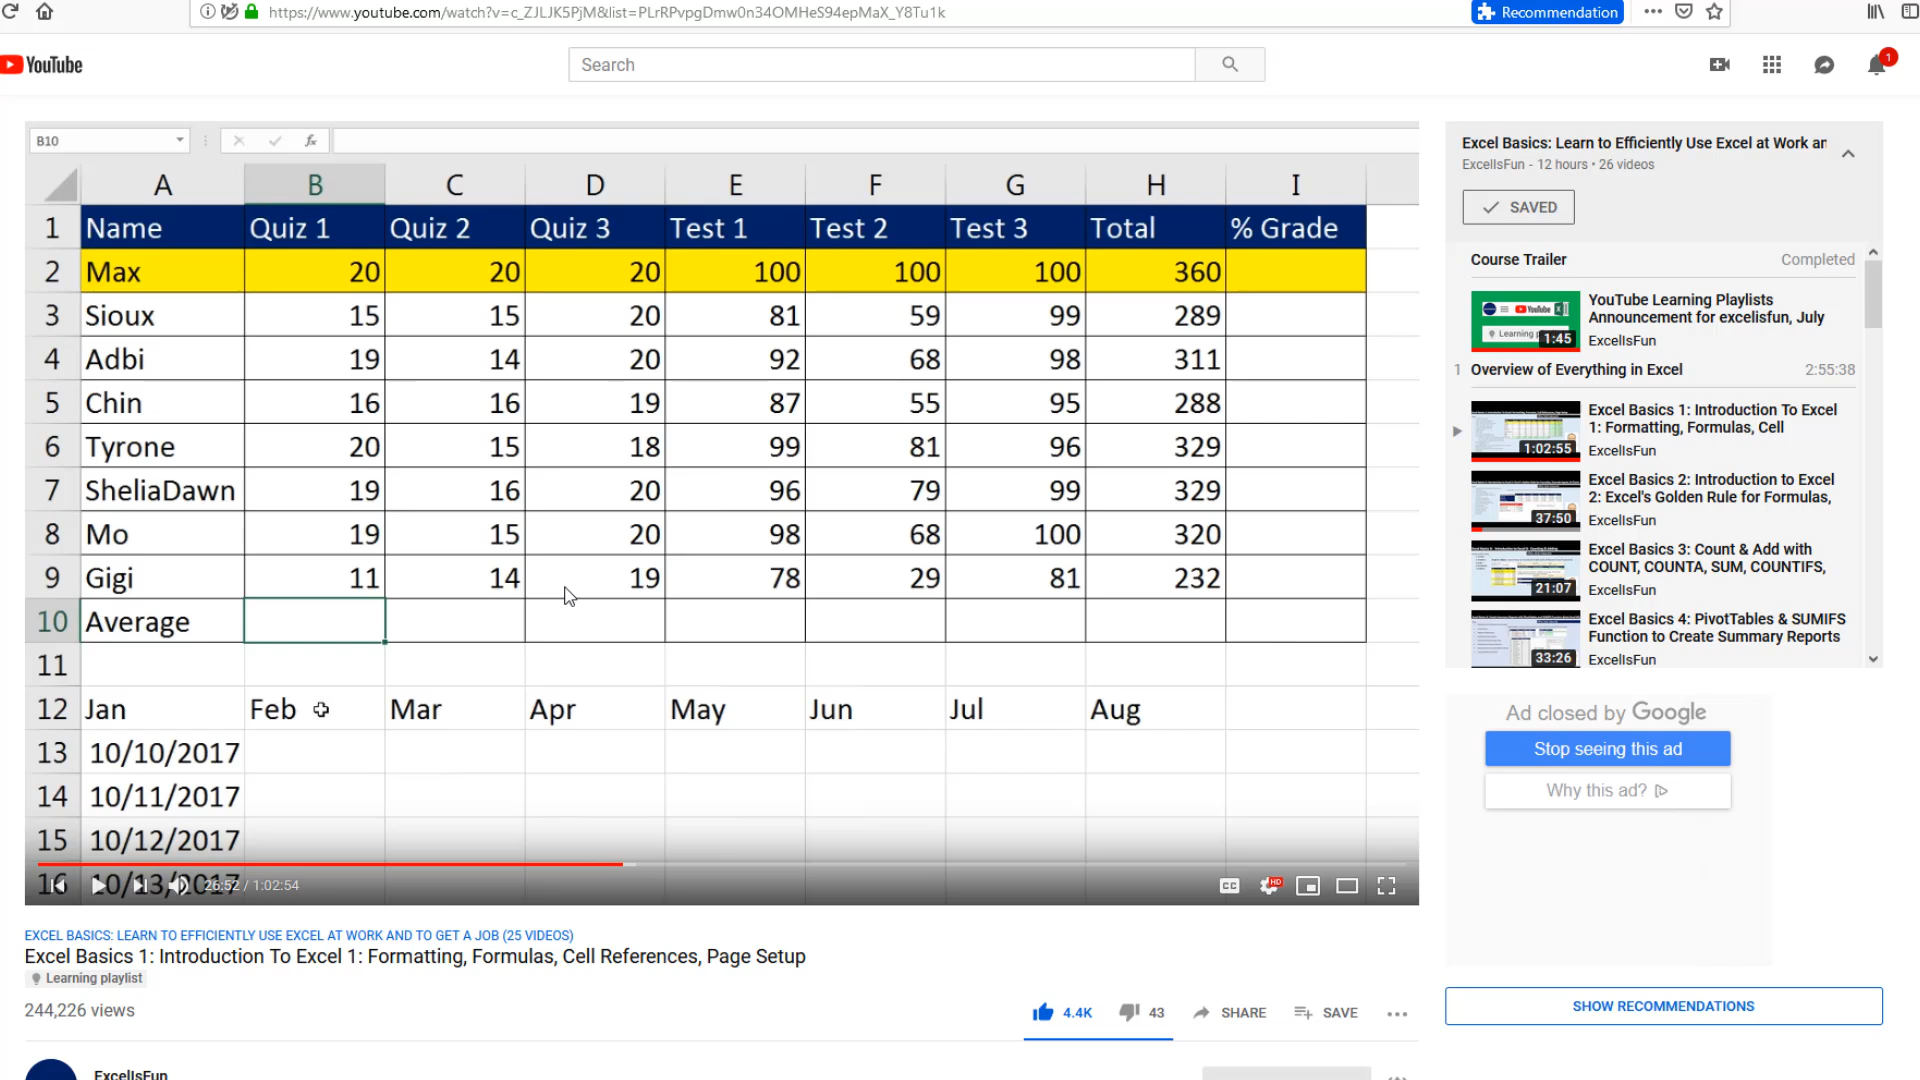 https://www.youtube.com/watch?v=c_ZJLJK5PjM&list=PLrRPvpgDmw0n34OMHeS94epMaX_Y8Tu1k
Recommendation
YouTube
Search
1
B10
fx
A B C D E F G H I
1 Name Quiz 1 Quiz 2 Quiz 3 Test 1 Test 2 Test 3 Total % Grade
2 Max 20 20 20 100 100 100 360
3 Sioux 15 15 20 81 59 99 289
4 Adbi 19 14 20 92 68 98 311
5 Chin 16 16 19 87 55 95 288
6 Tyrone 20 15 18 99 81 96 329
7 SheliaDawn 19 16 20 96 79 99 329
8 Mo 19 15 20 98 68 100 320
9 Gigi 11 14 19 78 29 81 232
10 Average
11
12 Jan Feb Mar Apr May Jun Jul Aug
13 10/10/2017
14 10/11/2017
15 10/12/2017
16 10/13/2017
26:52 / 1:02:54
CC
HD
EXCEL BASICS: LEARN TO EFFICIENTLY USE EXCEL AT WORK AND TO GET A JOB (25 VIDEOS)
Excel Basics 1: Introduction To Excel 1: Formatting, Formulas, Cell References, Page Setup
Learning playlist
244,226 views
4.4K 43 SHARE SAVE
ExcelIsFun
Excel Basics: Learn to Efficiently Use Excel at Work an
ExcelIsFun - 12 hours • 26 videos
SAVED
Course Trailer Completed
YouTube Learning Playlists
Announcement for excelisfun, July
ExcelIsFun
1:45
1 Overview of Everything in Excel 2:55:38
Excel Basics 1: Introduction To Excel
1: Formatting, Formulas, Cell
ExcelIsFun
1:02:55
Excel Basics 2: Introduction to Excel
2: Excel's Golden Rule for Formulas,
ExcelIsFun
37:50
Excel Basics 3: Count & Add with
COUNT, COUNTA, SUM, COUNTIFS,
ExcelIsFun
21:07
Excel Basics 4: PivotTables & SUMIFS
Function to Create Summary Reports
ExcelIsFun
33:26
Ad closed by Google
Stop seeing this ad
Why this ad?
SHOW RECOMMENDATIONS